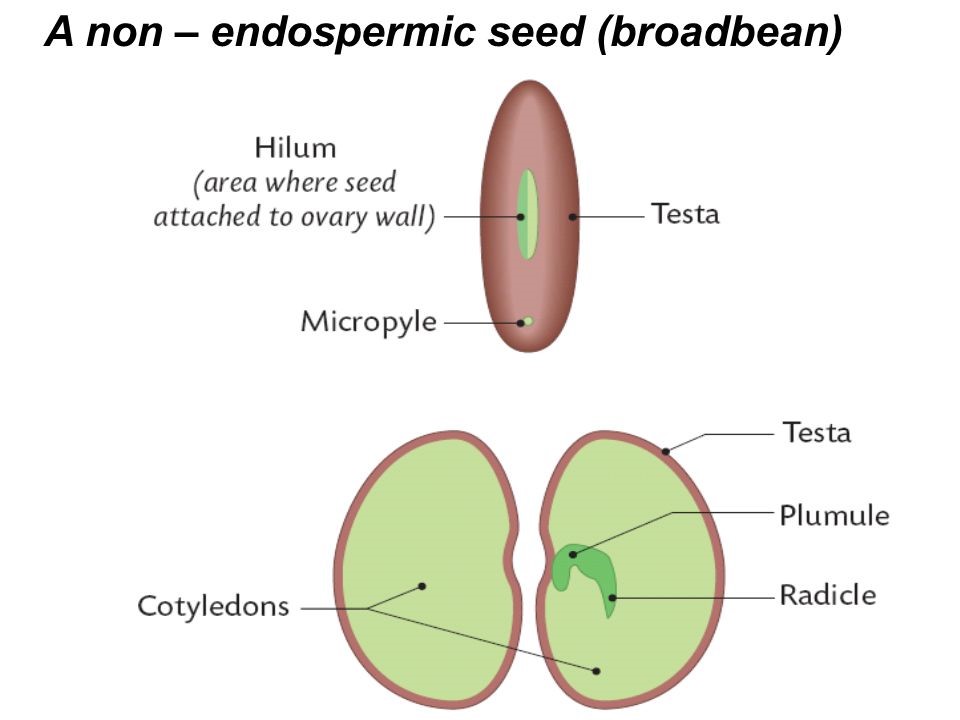 A non – endospermic seed (broadbean)
Hilum
(area where seed
attached to ovary wall)
Testa
Micropyle
Testa
Plumule
Radicle
Cotyledons